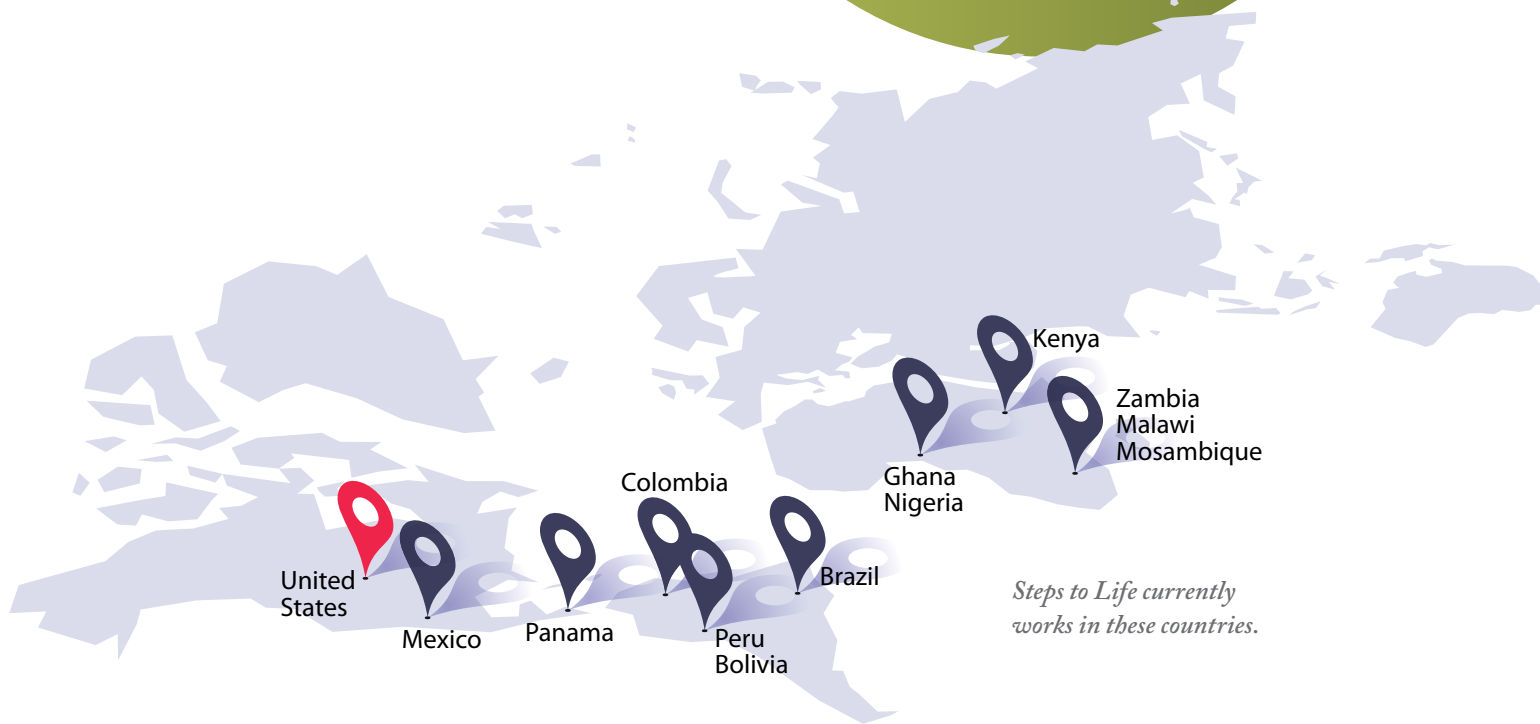 Kenya
Zambia
Malawi
Mosambique
Ghana
Nigeria
Colombia
United
States
Mexico
Panama
Peru
Bolivia
Brazil
Steps to Life currently
works in these countries.